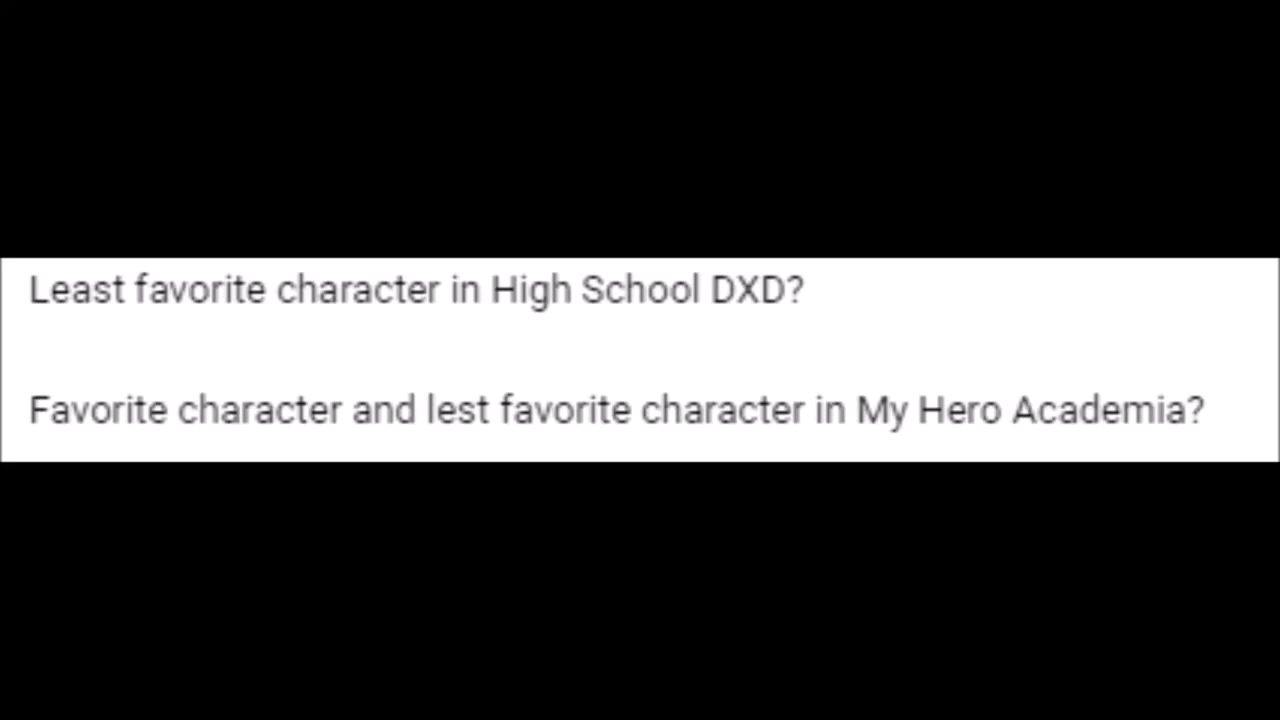 Least favorite character in High School DXD?
Favorite character and lest favorite character in My Hero Academia?